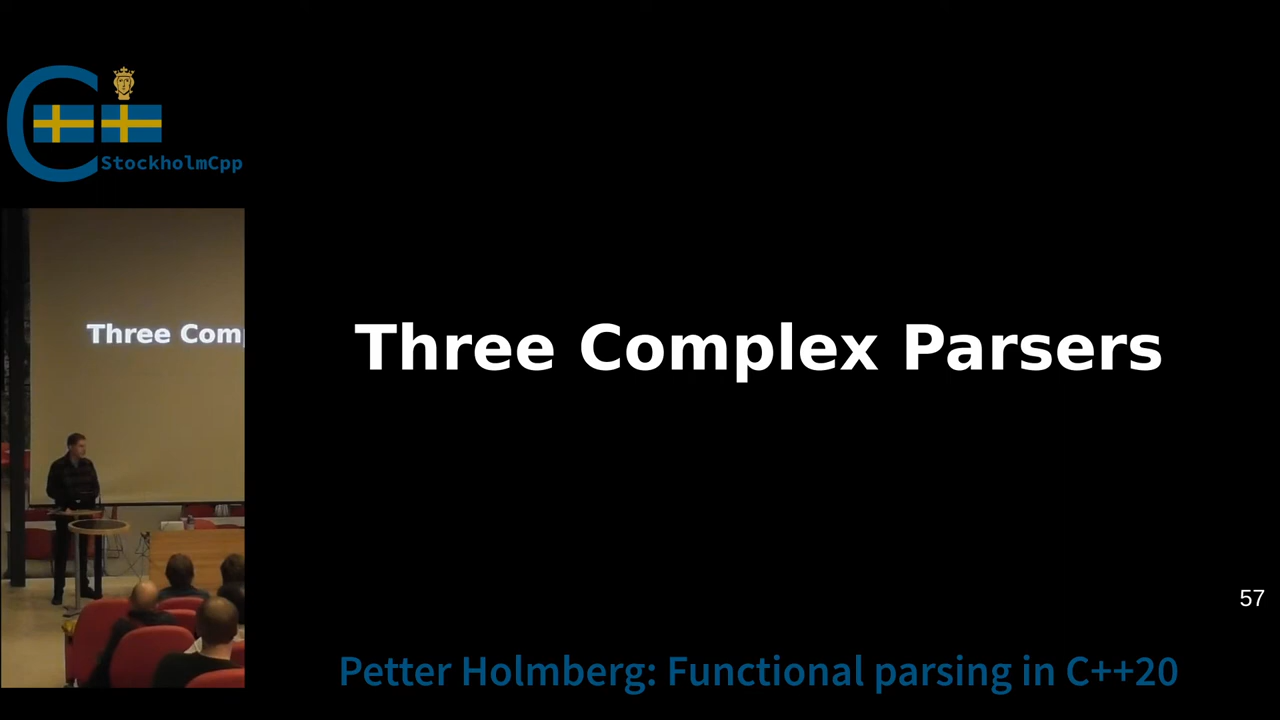 StockholmCpp
Three Comp
Three Complex Parsers
57
Petter Holmberg: Functional parsing in C++20